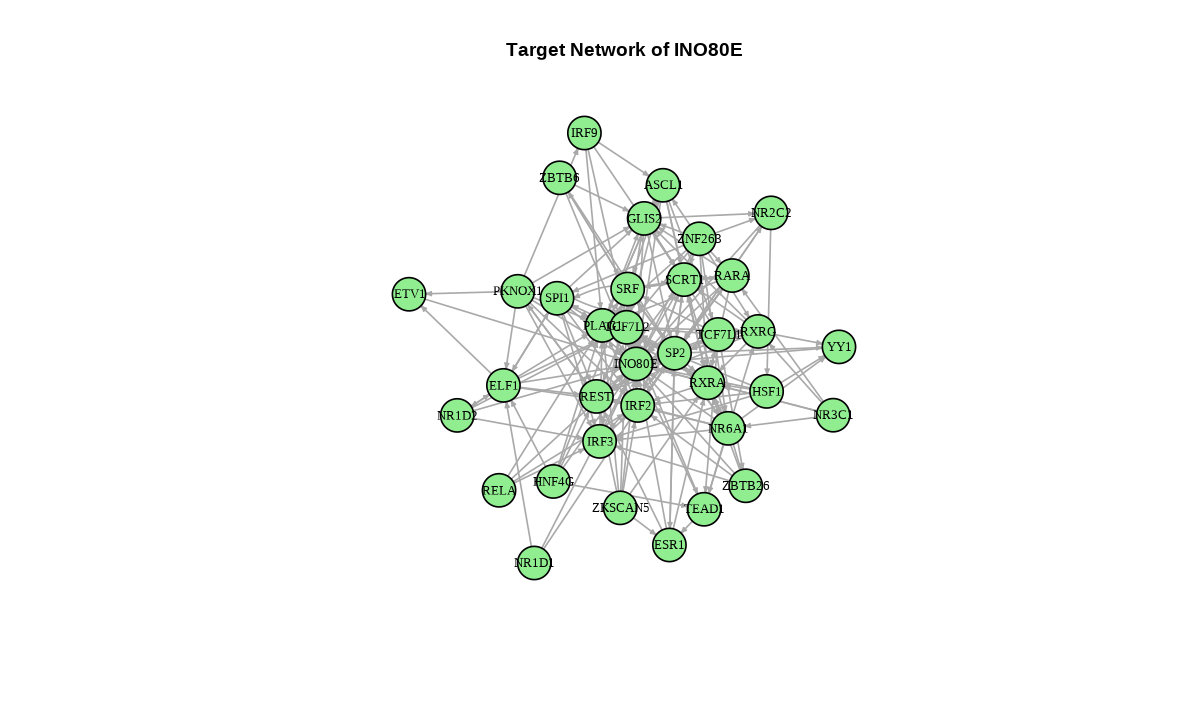 Target Network of INO80E
IRF9
ZBTB6
ASCL1
NR2C2
GLIS2
ZNF263
RARA
SCRT1
SRF
PKNOX1
SPI1
ETV1
PLAG1
TCF7L2
TCF7L1
RXRG
YY1
SP2
INO80E
RXRA
ELF1
HSF1
REST
IRF2
NR1D2
NR3C1
NR6A1
IRF3
HNF4G
RELA
ZBTB26
ZKSCAN5
TEAD1
ESR1
NR1D1